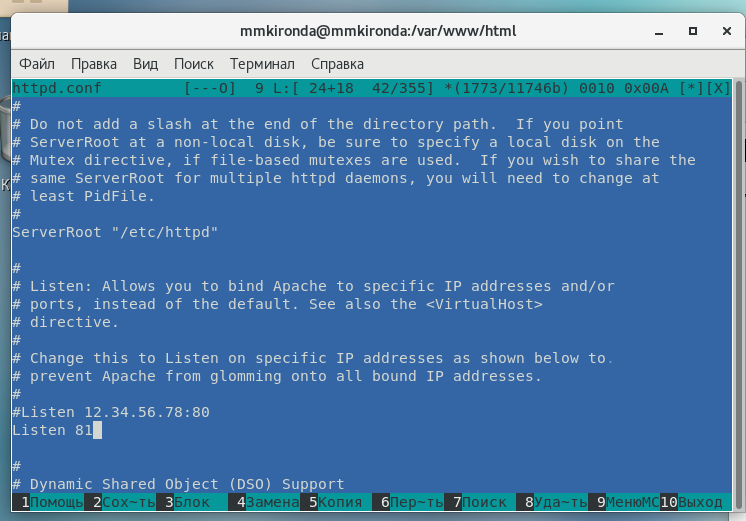 mmkironda@mmkironda:/var/www/html
Файл Правка Вид Поиск Терминал Справка
httpd.conf [---O] 9 L:[ 24+18 42/355] *(1773/11746b) 0010 0x00A [*][X]
#
# Do not add a slash at the end of the directory path.  If you point
# ServerRoot at a non-local disk, be sure to specify a local disk on the
# Mutex directive, if file-based mutexes are used.  If you wish to share the
# same ServerRoot for multiple httpd daemons, you will need to change at
# least PidFile.
#
ServerRoot "/etc/httpd"
#
# Listen: Allows you to bind Apache to specific IP addresses and/or
# ports, instead of the default. See also the <VirtualHost>
# directive.
#
# Change this to Listen on specific IP addresses as shown below to.
# prevent Apache from glomming onto all bound IP addresses.
#
#Listen 12.34.56.78:80
Listen 81
#
# Dynamic Shared Object (DSO) Support
1Помощь 2Сох~ть 3Блок 4Замена 5Копия 6Пер~ть 7Поиск 8Уда~ть 9МенюMC 10Выход